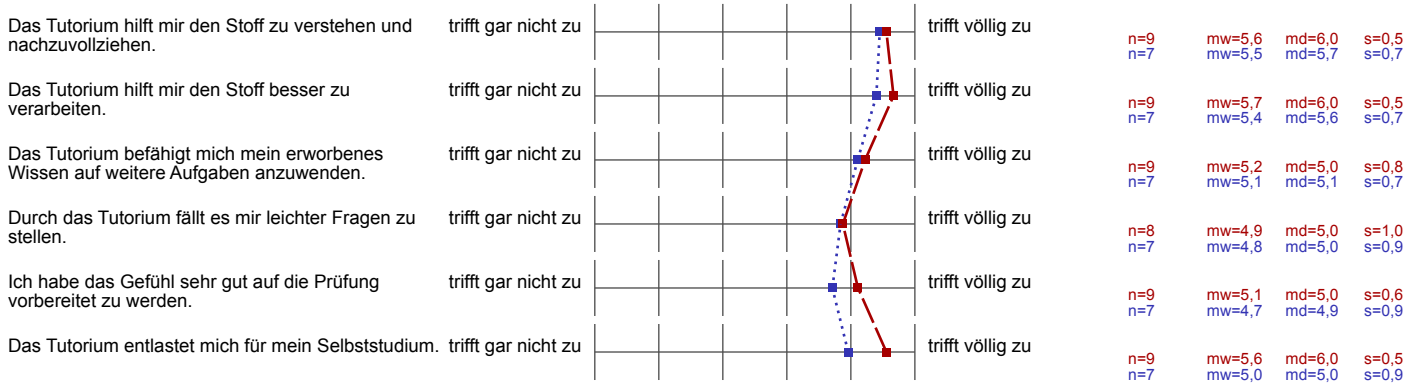 Das Tutorium hilft mir den Stoff zu verstehen und
nachzuvollziehen.
trifft gar nicht zu
trifft völlig zu
n=9 mw=5,6 md=6,0 s=0,5
n=7 mw=5,5 md=5,7 s=0,7
Das Tutorium hilft mir den Stoff besser zu
verarbeiten.
trifft gar nicht zu
trifft völlig zu
n=9 mw=5,7 md=6,0 s=0,5
n=7 mw=5,4 md=5,6 s=0,7
Das Tutorium befähigt mich mein erworbenes
Wissen auf weitere Aufgaben anzuwenden.
trifft gar nicht zu
trifft völlig zu
n=9 mw=5,2 md=5,0 s=0,8
n=7 mw=5,1 md=5,1 s=0,7
Durch das Tutorium fällt es mir leichter Fragen zu
stellen.
trifft gar nicht zu
trifft völlig zu
n=8 mw=4,9 md=5,0 s=1,0
n=7 mw=4,8 md=5,0 s=0,9
Ich habe das Gefühl sehr gut auf die Prüfung
vorbereitet zu werden.
trifft gar nicht zu
trifft völlig zu
n=9 mw=5,1 md=5,0 s=0,6
n=7 mw=4,7 md=4,9 s=0,9
Das Tutorium entlastet mich für mein Selbststudium.
trifft gar nicht zu
trifft völlig zu
n=9 mw=5,6 md=6,0 s=0,5
n=7 mw=5,0 md=5,0 s=0,9